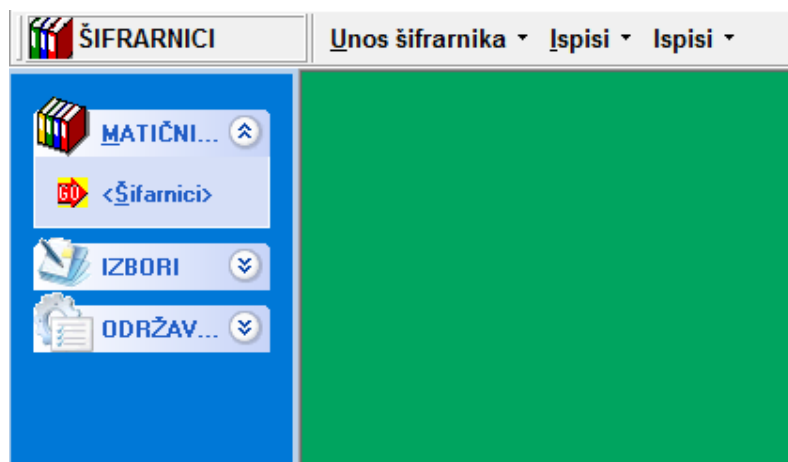 ŠIFRARNICI Unos šifrarnika Ispisi Ispisi
MATIČNI...
GO <Šifarnici>
IZBORI
ODRŽAV...